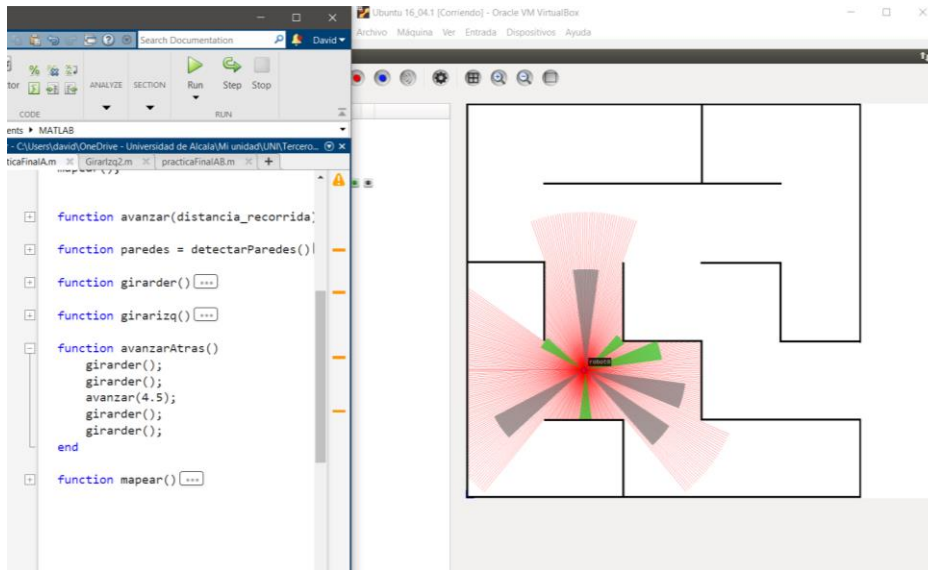 Search Documentation
David
ANALYZE
SECTION
Run
Step
Stop
CODE
RUN
MATLAB
C:\Users\david\OneDrive - Universidad de Alcala\Mi unidad\UNI\Tercero...
ticaFinalA.m
GirarIzq2.m
practicaFinalAB.m
mapear();
function avanzar(distancia_recorrida)
function paredes = detectarParedes()
function girarder() ...
function girarizq() ...
function avanzarAtras()
girarder();
girarder();
avanzar(4.5);
girarder();
girarder();
end
function mapear() ...
Ubuntu 16_04.1 [Corriendo] - Oracle VM VirtualBox
Archivo Máquina Ver Entrada Dispositivos Ayuda
robot0